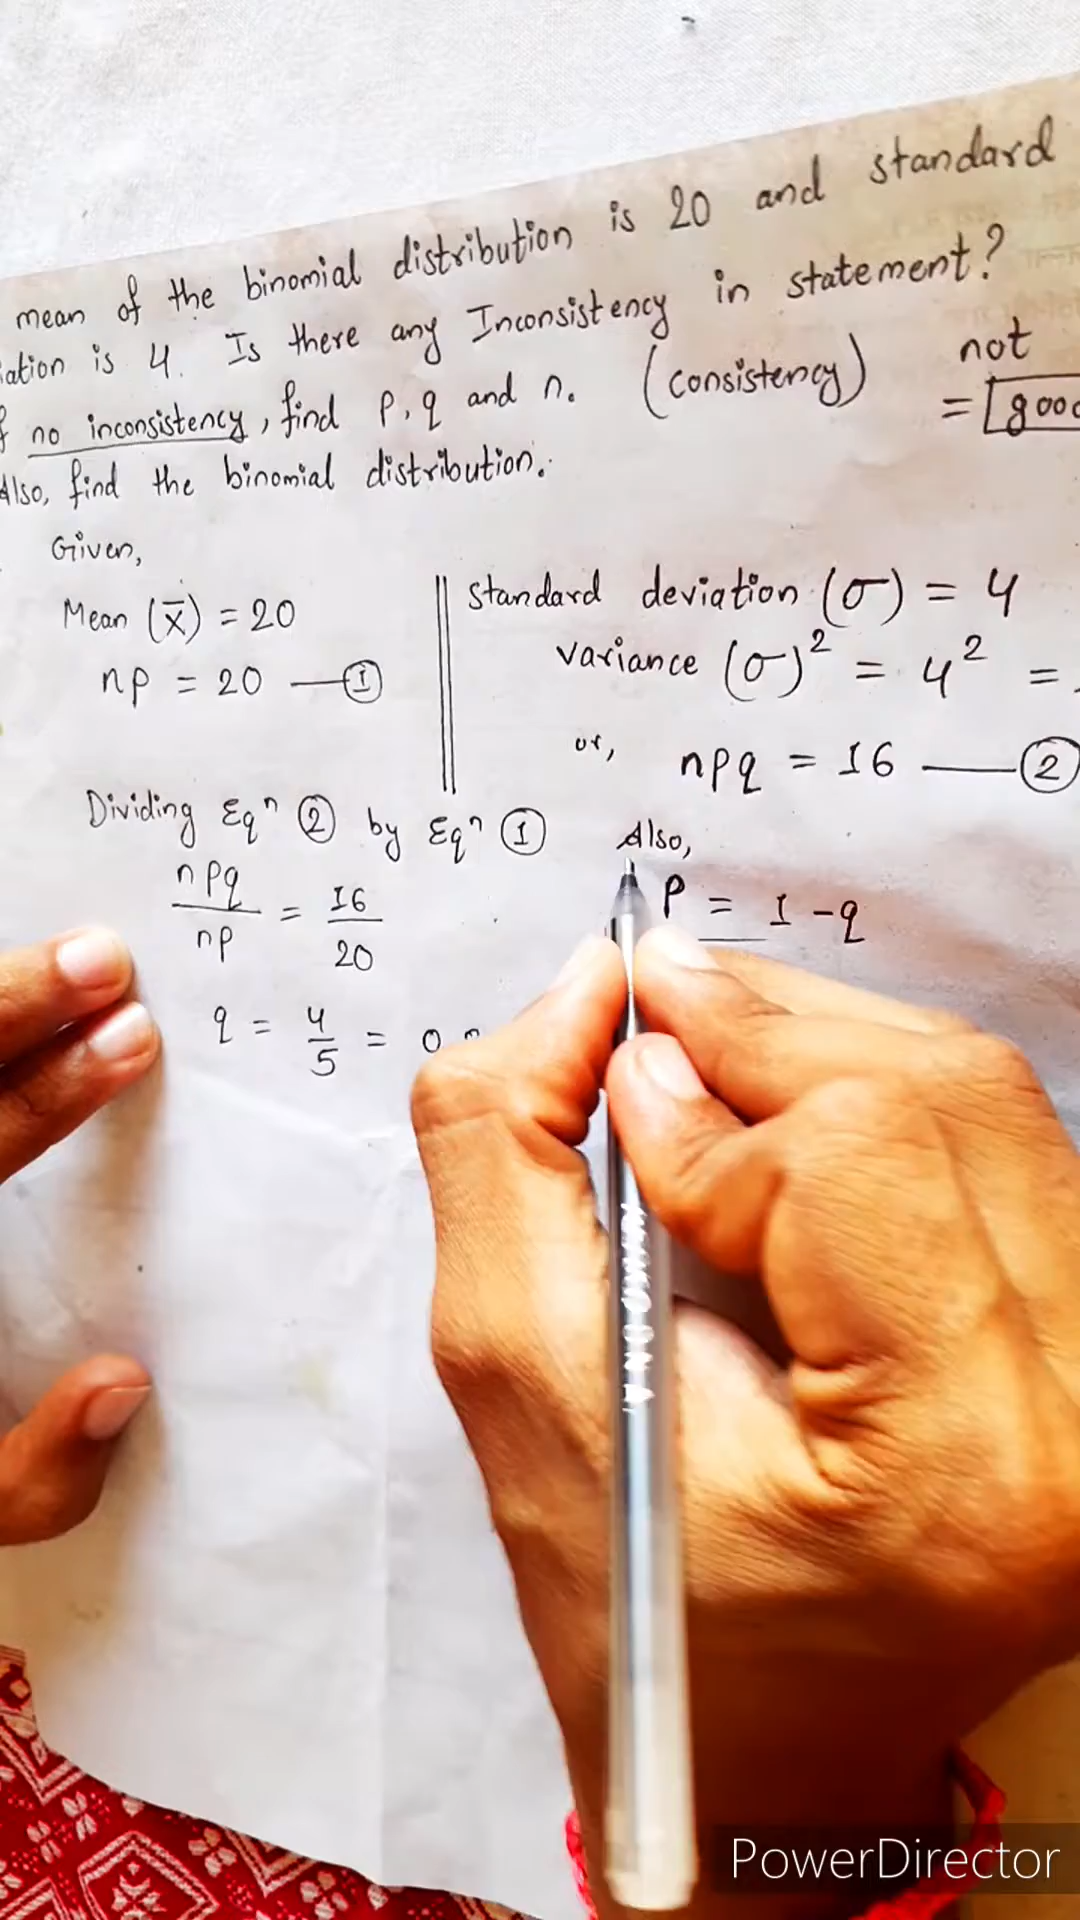 mean of the binomial distribution is 20 and standard
iation is 4. Is there any Inconsistency in statement?
f no inconsistency, find P, q and n. (consistency) not
= good
Also, find the binomial distribution.
Given,
Mean (x̄) = 20
np = 20 — ①
standard deviation (σ) = 4
variance (σ)² = 4² =
or, npq = 16 — ②
Dividing Eqⁿ ② by Eqⁿ ①
npq/np = 16/20
q = 4/5 = 0.
Also,
P = 1 - q
PowerDirector